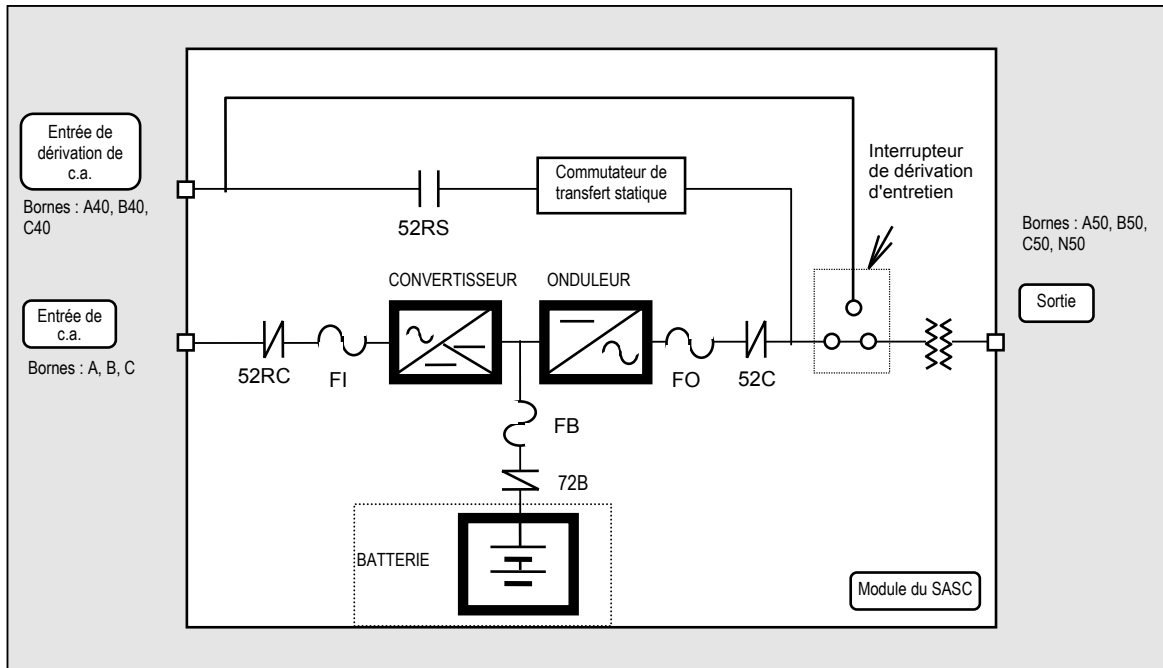 Entrée de
dérivation de
c.a.
Bornes : A40, B40,
C40
52RS
Commutateur de
transfert statique
Interrupteur
de dérivation
d'entretien
Bornes : A50, B50,
C50, N50
Sortie
CONVERTISSEUR
ONDULEUR
Entrée de
c.a.
Bornes : A, B, C
52RC
FI
FO
52C
FB
72B
BATTERIE
Module du SASC